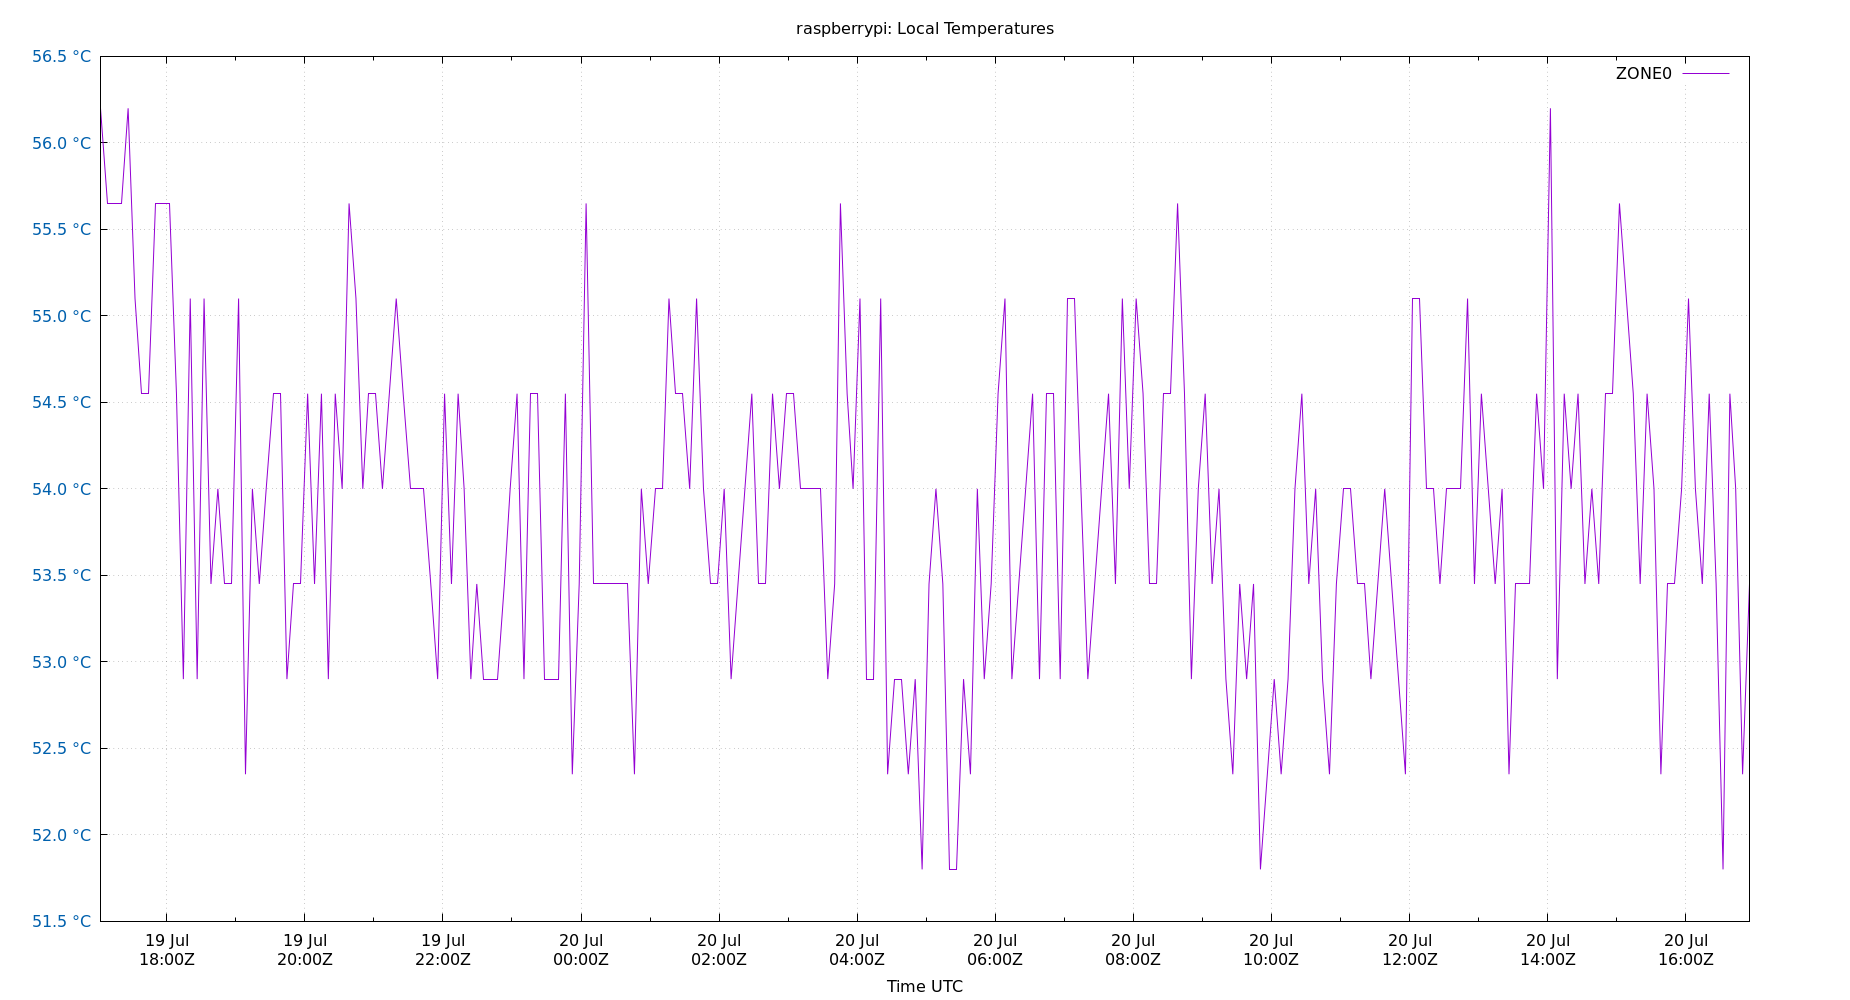 raspberrypi: Local Temperatures
56.5 °C
ZONE0
56.0 °C
55.5 °C
55.0 °C
54.5 °C
54.0 °C
53.5 °C
53.0 °C
52.5 °C
52.0 °C
51.5 °C
19 Jul 19 Jul 19 Jul 20 Jul 20 Jul 20 Jul 20 Jul 20 Jul 20 Jul 20 Jul 20 Jul 20 Jul
18:00Z 20:00Z 22:00Z 00:00Z 02:00Z 04:00Z 06:00Z 08:00Z 10:00Z 12:00Z 14:00Z 16:00Z
Time UTC